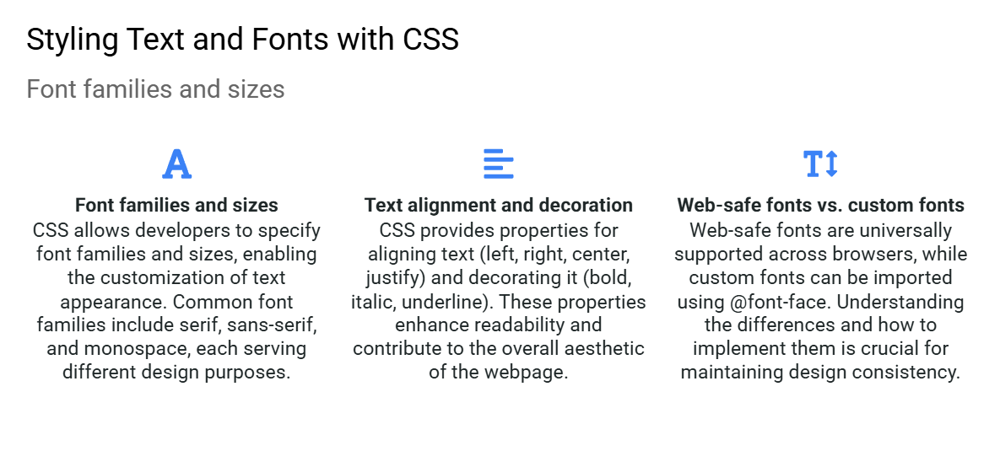 Styling Text and Fonts with CSS
Font families and sizes
Font families and sizes
CSS allows developers to specify
font families and sizes, enabling
the customization of text
appearance. Common font
families include serif, sans-serif,
and monospace, each serving
different design purposes.
Text alignment and decoration
CSS provides properties for
aligning text (left, right, center,
justify) and decorating it (bold,
italic, underline). These properties
enhance readability and
contribute to the overall aesthetic
of the webpage.
Web-safe fonts vs. custom fonts
Web-safe fonts are universally
supported across browsers, while
custom fonts can be imported
using @font-face. Understanding
the differences and how to
implement them is crucial for
maintaining design consistency.